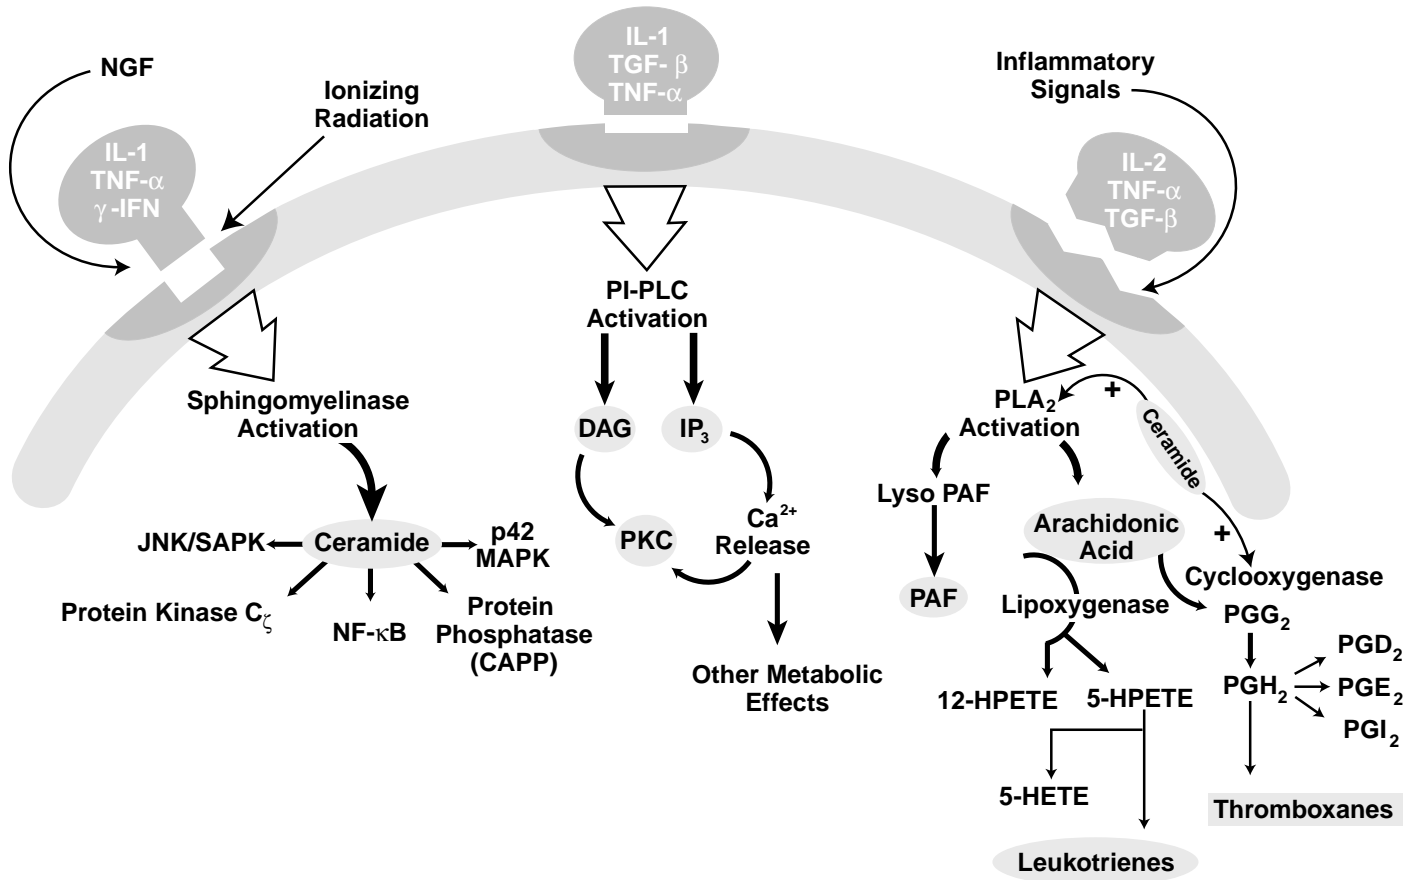 NGF
Ionizing
Radiation
IL-1
TNF-α
γ-IFN
IL-1
TGF- β
TNF-α
Inflammatory
Signals
IL-2
TNF-α
TGF-β
Sphingomyelinase
Activation
JNK/SAPK
Ceramide
p42
MAPK
Protein Kinase Cζ
NF-κB
Protein
Phosphatase
(CAPP)
PI-PLC
Activation
DAG
IP3
PKC
Ca2+
Release
Other Metabolic
Effects
PLA2
Activation
+
Ceramide
+
Lyso PAF
PAF
Arachidonic
Acid
Lipoxygenase
12-HPETE
5-HPETE
5-HETE
Leukotrienes
Cyclooxygenase
PGG2
PGH2
PGD2
PGE2
PGI2
Thromboxanes